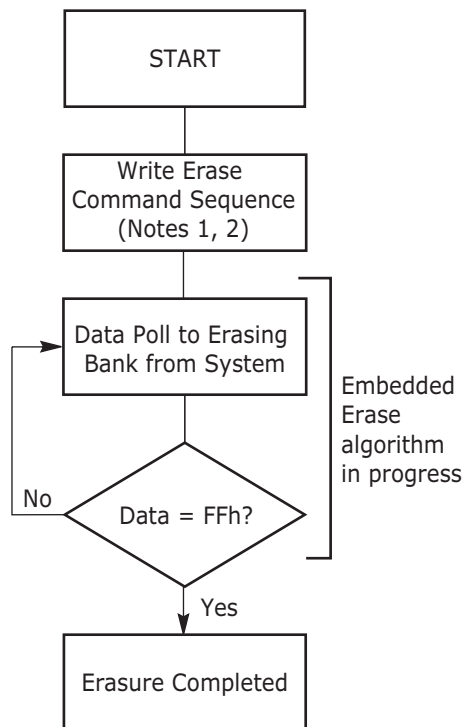 START
Write Erase
Command Sequence
(Notes 1, 2)
Data Poll to Erasing
Bank from System
Embedded
Erase
algorithm
in progress
No
Data = FFh?
Yes
Erasure Completed